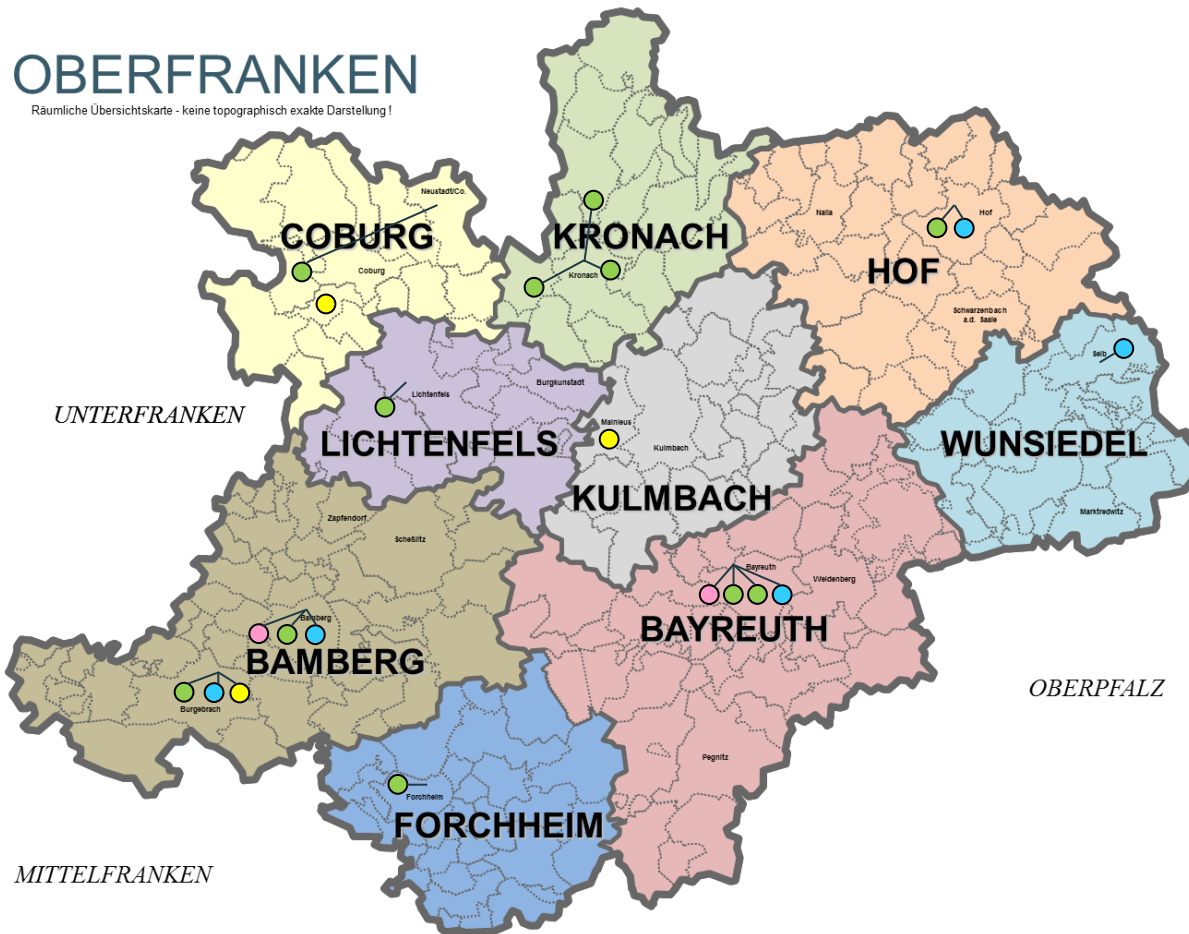 OBERFRANKEN
Räumliche Übersichtskarte - keine topographisch exakte Darstellung !
Neustadt/Co.
COBURG
Coburg
KRONACH
Kronach
Naila
Hof
HOF
Schwarzenbach
a.d. Saale
Selb
UNTERFRANKEN
Lichtenfels
Burgkunstadt
LICHTENFELS
Mainleus
Kulmbach
KULMBACH
WUNSIEDEL
Marktredwitz
Zapfendorf
Scheßlitz
Bayreuth
Weidenberg
BAYREUTH
Bamberg
BAMBERG
Burgebrach
OBERPFALZ
Pegnitz
Forchheim
FORCHHEIM
MITTELFRANKEN